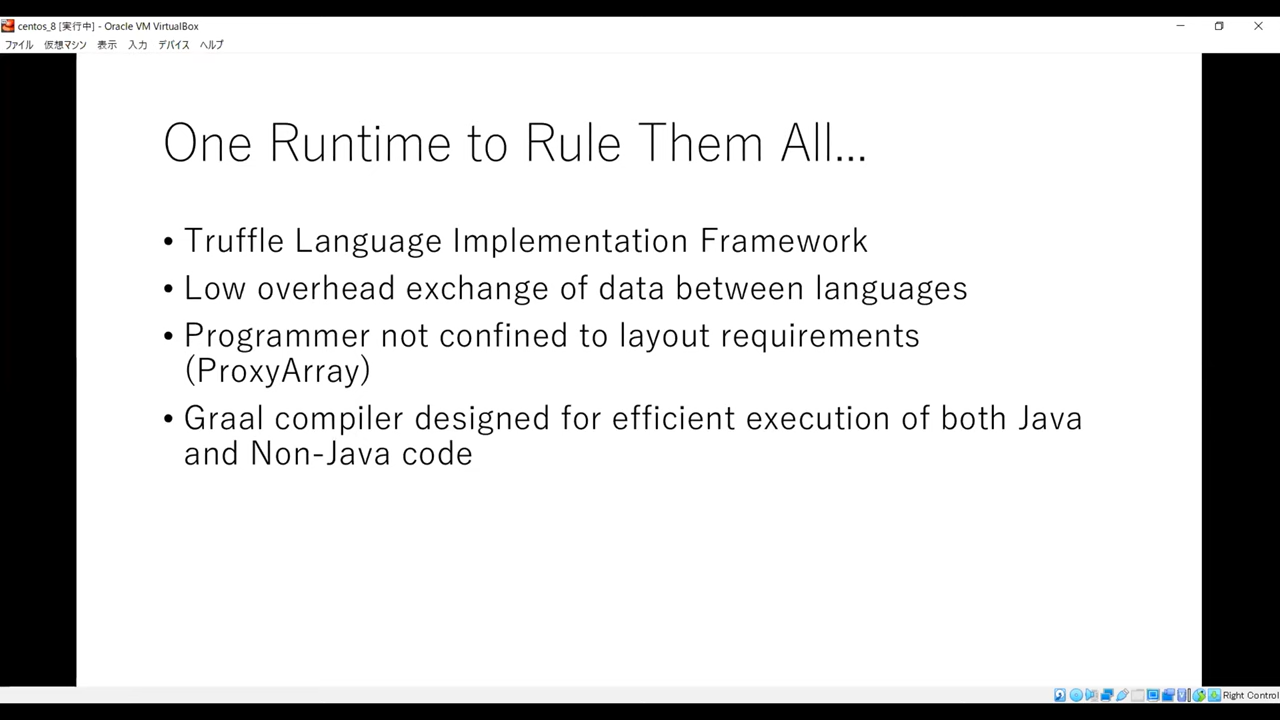 centos_8 [実行中] - Oracle VM VirtualBox
ファイル 仮想マシン 表示 入力 デバイス ヘルプ
One Runtime to Rule Them All...
• Truffle Language Implementation Framework
• Low overhead exchange of data between languages
• Programmer not confined to layout requirements
(ProxyArray)
• Graal compiler designed for efficient execution of both Java
and Non-Java code
Right Control